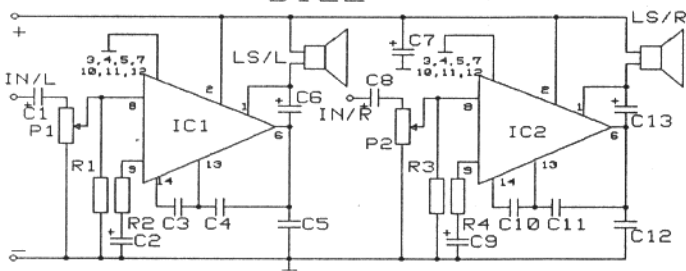 +
LS/L
LS/R
3,4,5,7
10,11,12
C7
3,4,5,7
10,11,12
IN/L
C1
P1
8
2
1
IC1
6
C6
C8
IN/R
P2
8
2
1
IC2
6
C13
R1
9
14
13
R2
C3
C4
C5
C2
R3
9
14
13
R4
C10
C11
C12
C9
−